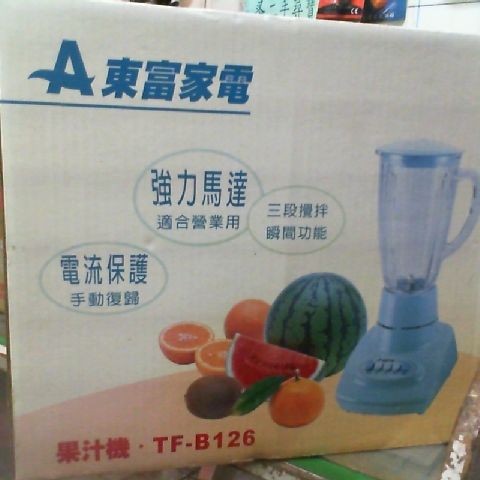 東富家電
強力馬達
適合營業用
三段攪拌
瞬間功能
電流保護
手動復歸
果汁機·TF-B126